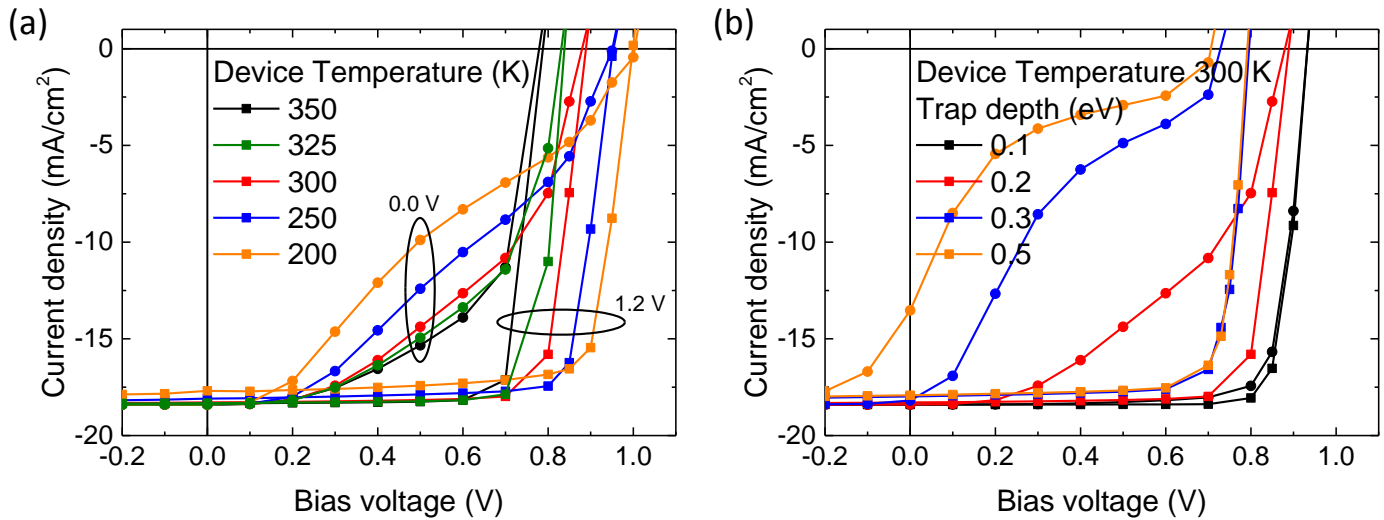 (a)
0
-5
-10
-15
-20
Current density (mA/cm²)
Device Temperature (K)
350
325
300
250
200
0.0 V
1.2 V
-0.2 0.0 0.2 0.4 0.6 0.8 1.0
Bias voltage (V)
(b)
0
-5
-10
-15
-20
Current density (mA/cm²)
Device Temperature 300 K
Trap depth (eV)
0.1
0.2
0.3
0.5
-0.2 0.0 0.2 0.4 0.6 0.8 1.0
Bias voltage (V)